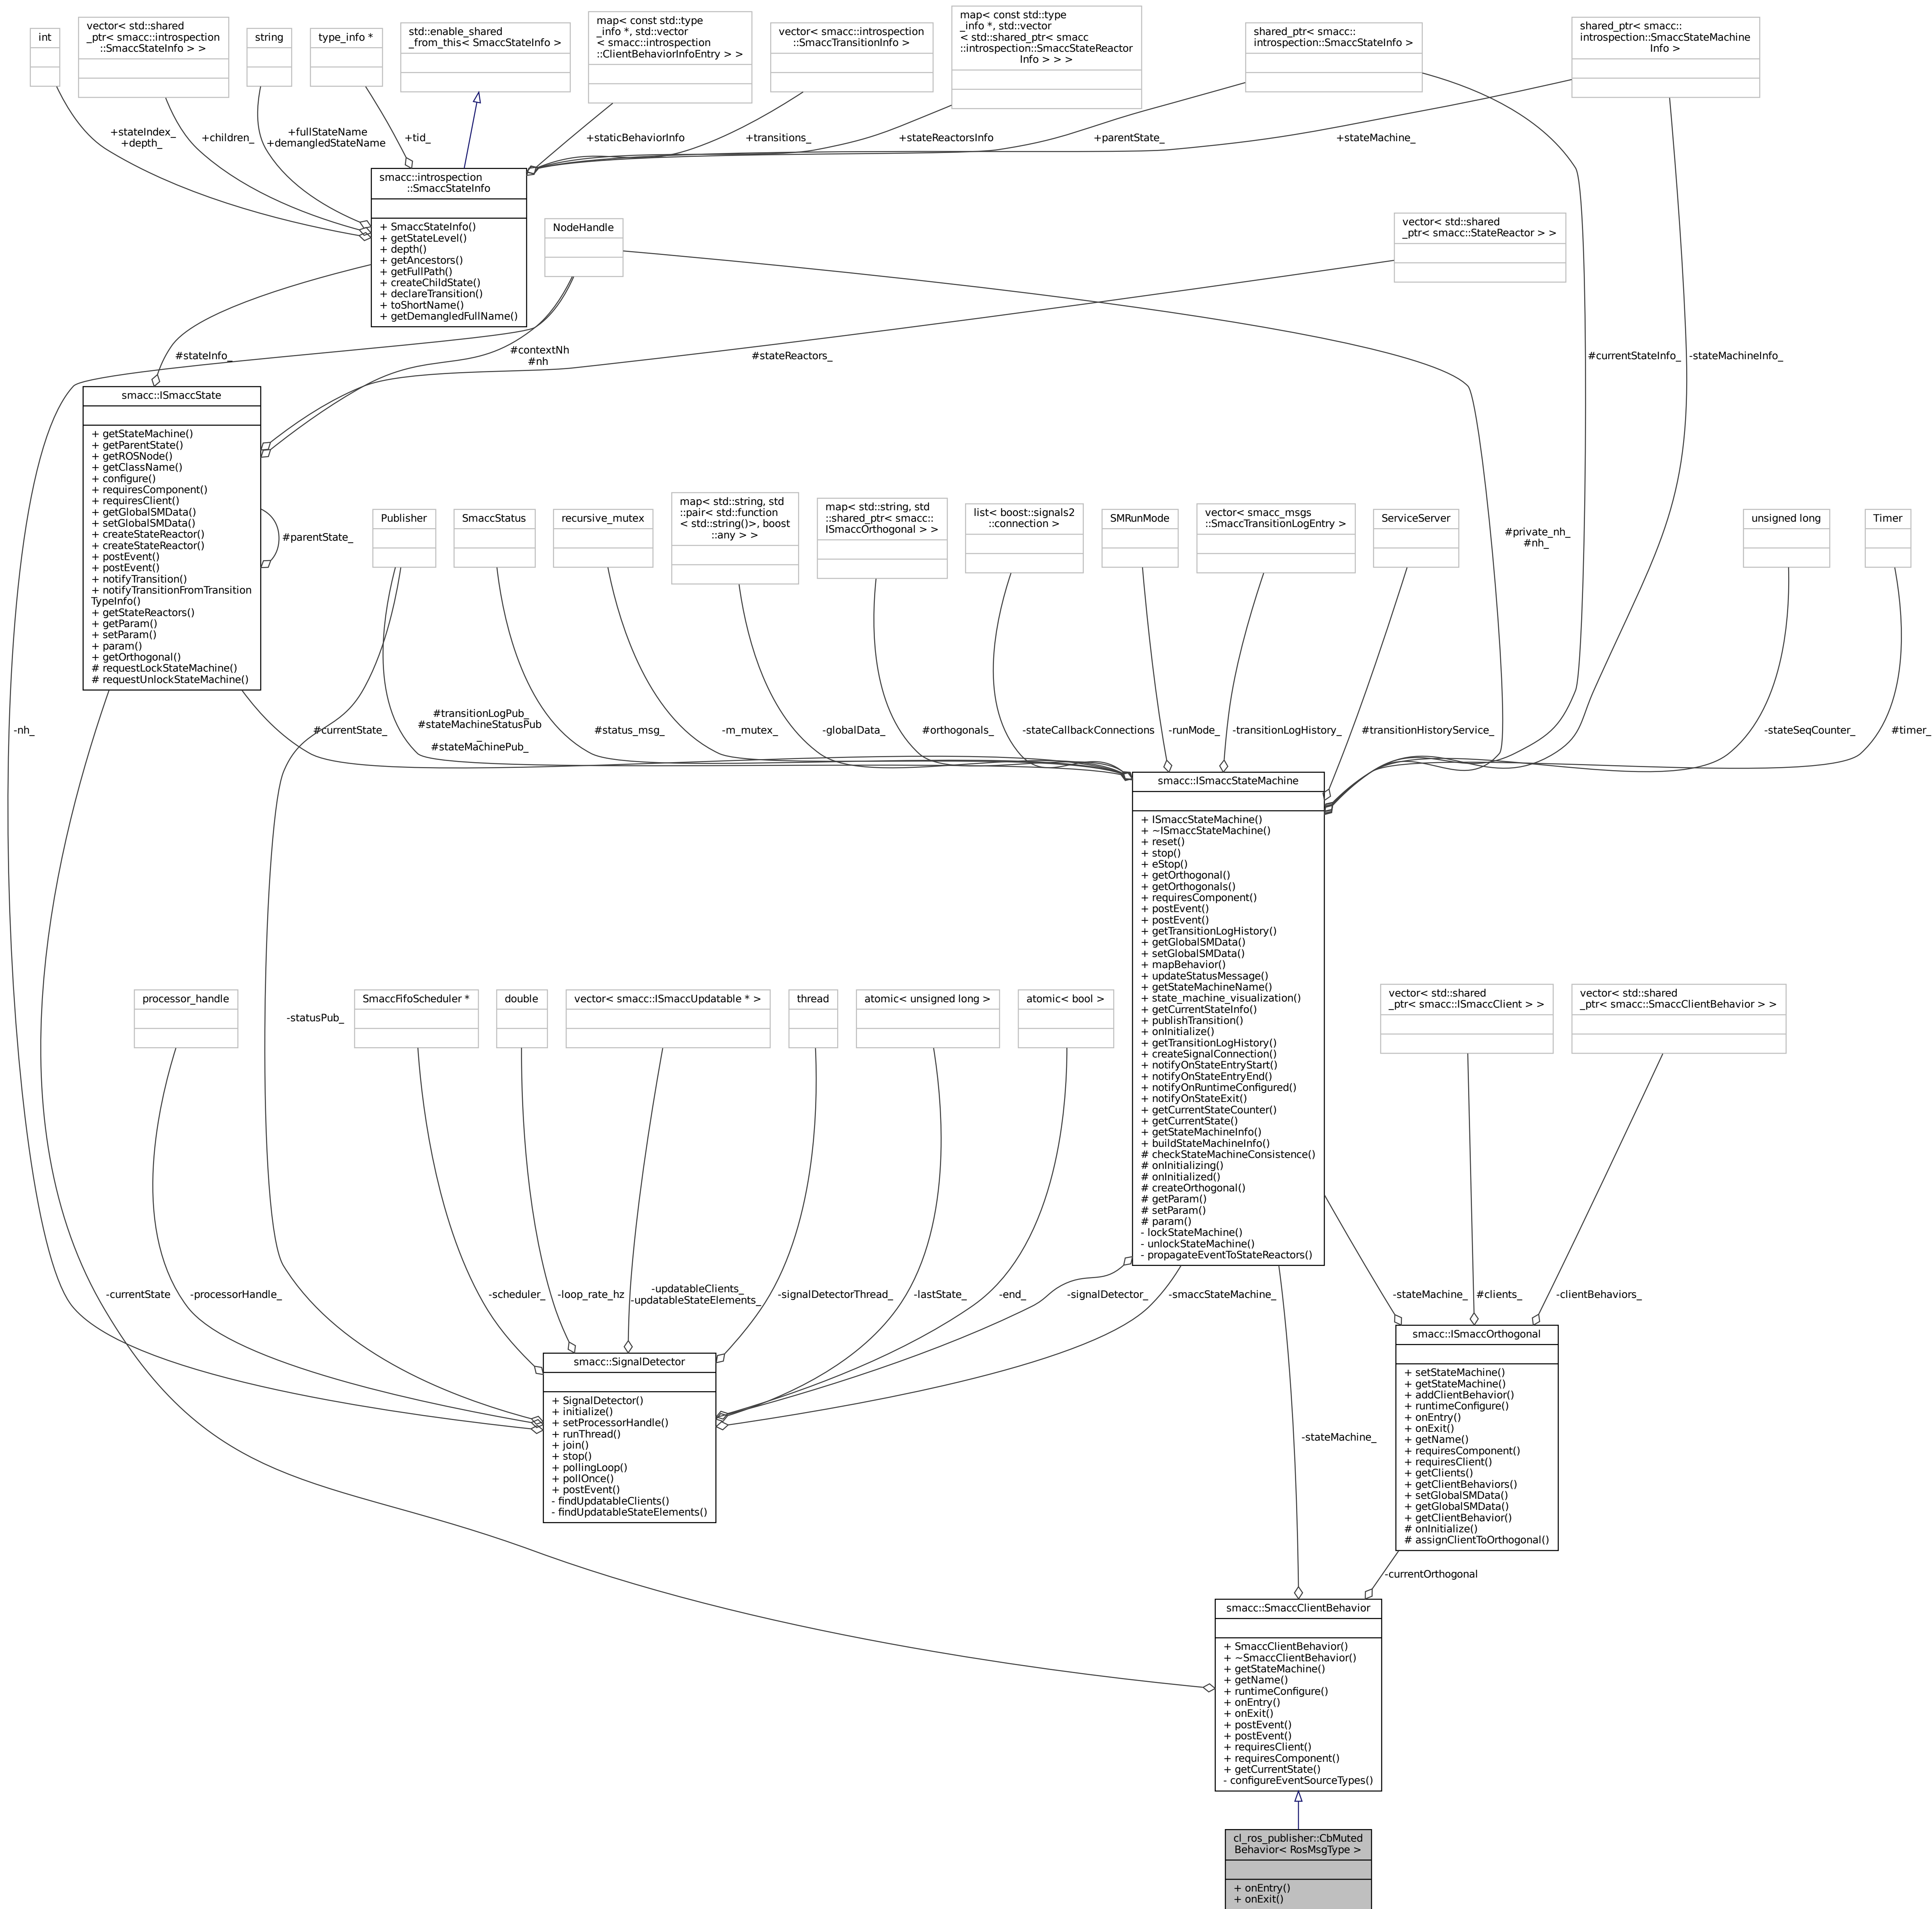 int
vector< std::shared
_ptr< smacc::introspection
::SmaccStateInfo > >
string
type_info *
std::enable_shared
_from_this< SmaccStateInfo >
map< const std::type
_info *, std::vector
< smacc::introspection
::ClientBehaviorInfoEntry > >
vector< smacc::introspection
::SmaccTransitionInfo >
map< const std::type
_info *, std::vector
< std::shared_ptr< smacc
::introspection::SmaccStateReactor
Info > > >
shared_ptr< smacc::
introspection::SmaccStateInfo >
shared_ptr< smacc::
introspection::SmaccStateMachine
Info >
+stateIndex_
+depth_
+children_
+fullStateName
+demangledStateName
+tid_
+staticBehaviorInfo
+transitions_
+stateReactorsInfo
+parentState_
+stateMachine_
smacc::introspection
::SmaccStateInfo
+ SmaccStateInfo()
+ getStateLevel()
+ depth()
+ getAncestors()
+ getFullPath()
+ createChildState()
+ declareTransition()
+ toShortName()
+ getDemangledFullName()
NodeHandle
vector< std::shared
_ptr< smacc::StateReactor > >
#stateInfo_
#contextNh
#nh
#stateReactors_
#currentStateInfo_
-stateMachineInfo_
smacc::ISmaccState
+ getStateMachine()
+ getParentState()
+ getROSNode()
+ getClassName()
+ configure()
+ requiresComponent()
+ requiresClient()
+ getGlobalSMData()
+ setGlobalSMData()
+ createStateReactor()
+ createStateReactor()
+ postEvent()
+ postEvent()
+ notifyTransition()
+ notifyTransitionFromTransition
TypeInfo()
+ getStateReactors()
+ getParam()
+ setParam()
+ param()
+ getOrthogonal()
# requestLockStateMachine()
# requestUnlockStateMachine()
#parentState_
Publisher
SmaccStatus
recursive_mutex
map< std::string, std
::pair< std::function
< std::string()>, boost
::any > >
map< std::string, std
::shared_ptr< smacc::
ISmaccOrthogonal > >
list< boost::signals2
::connection >
SMRunMode
vector< smacc_msgs
::SmaccTransitionLogEntry >
ServiceServer
#private_nh_
#nh_
unsigned long
Timer
-nh_
#currentState_
#transitionLogPub_
#stateMachineStatusPub
_
#stateMachinePub_
#status_msg_
-m_mutex_
-globalData_
#orthogonals_
-stateCallbackConnections
-runMode_
-transitionLogHistory_
#transitionHistoryService_
-stateSeqCounter_
#timer_
smacc::ISmaccStateMachine
+ ISmaccStateMachine()
+ ~ISmaccStateMachine()
+ reset()
+ stop()
+ eStop()
+ getOrthogonal()
+ getOrthogonals()
+ requiresComponent()
+ postEvent()
+ postEvent()
+ getTransitionLogHistory()
+ getGlobalSMData()
+ setGlobalSMData()
+ mapBehavior()
+ updateStatusMessage()
+ getStateMachineName()
+ state_machine_visualization()
+ getCurrentStateInfo()
+ publishTransition()
+ onInitialize()
+ getTransitionLogHistory()
+ createSignalConnection()
+ notifyOnStateEntryStart()
+ notifyOnStateEntryEnd()
+ notifyOnRuntimeConfigured()
+ notifyOnStateExit()
+ getCurrentStateCounter()
+ getCurrentState()
+ getStateMachineInfo()
+ buildStateMachineInfo()
# checkStateMachineConsistence()
# onInitializing()
# onInitialized()
# createOrthogonal()
# getParam()
# setParam()
# param()
- lockStateMachine()
- unlockStateMachine()
- propagateEventToStateReactors()
processor_handle
-statusPub_
SmaccFifoScheduler *
double
vector< smacc::ISmaccUpdatable * >
thread
atomic< unsigned long >
atomic< bool >
vector< std::shared
_ptr< smacc::ISmaccClient > >
vector< std::shared
_ptr< smacc::SmaccClientBehavior > >
-currentState
-processorHandle_
-scheduler_
-loop_rate_hz
-updatableClients_
-updatableStateElements_
-signalDetectorThread_
-lastState_
-end_
-signalDetector_
-smaccStateMachine_
-stateMachine_
#clients_
-clientBehaviors_
smacc::SignalDetector
+ SignalDetector()
+ initialize()
+ setProcessorHandle()
+ runThread()
+ join()
+ stop()
+ pollingLoop()
+ pollOnce()
+ postEvent()
- findUpdatableClients()
- findUpdatableStateElements()
-stateMachine_
smacc::ISmaccOrthogonal
+ setStateMachine()
+ getStateMachine()
+ addClientBehavior()
+ runtimeConfigure()
+ onEntry()
+ onExit()
+ getName()
+ requiresComponent()
+ requiresClient()
+ getClients()
+ getClientBehaviors()
+ setGlobalSMData()
+ getGlobalSMData()
+ getClientBehavior()
# onInitialize()
# assignClientToOrthogonal()
-currentOrthogonal
smacc::SmaccClientBehavior
+ SmaccClientBehavior()
+ ~SmaccClientBehavior()
+ getStateMachine()
+ getName()
+ runtimeConfigure()
+ onEntry()
+ onExit()
+ postEvent()
+ postEvent()
+ requiresClient()
+ requiresComponent()
+ getCurrentState()
- configureEventSourceTypes()
cl_ros_publisher::CbMuted
Behavior< RosMsgType >
+ onEntry()
+ onExit()